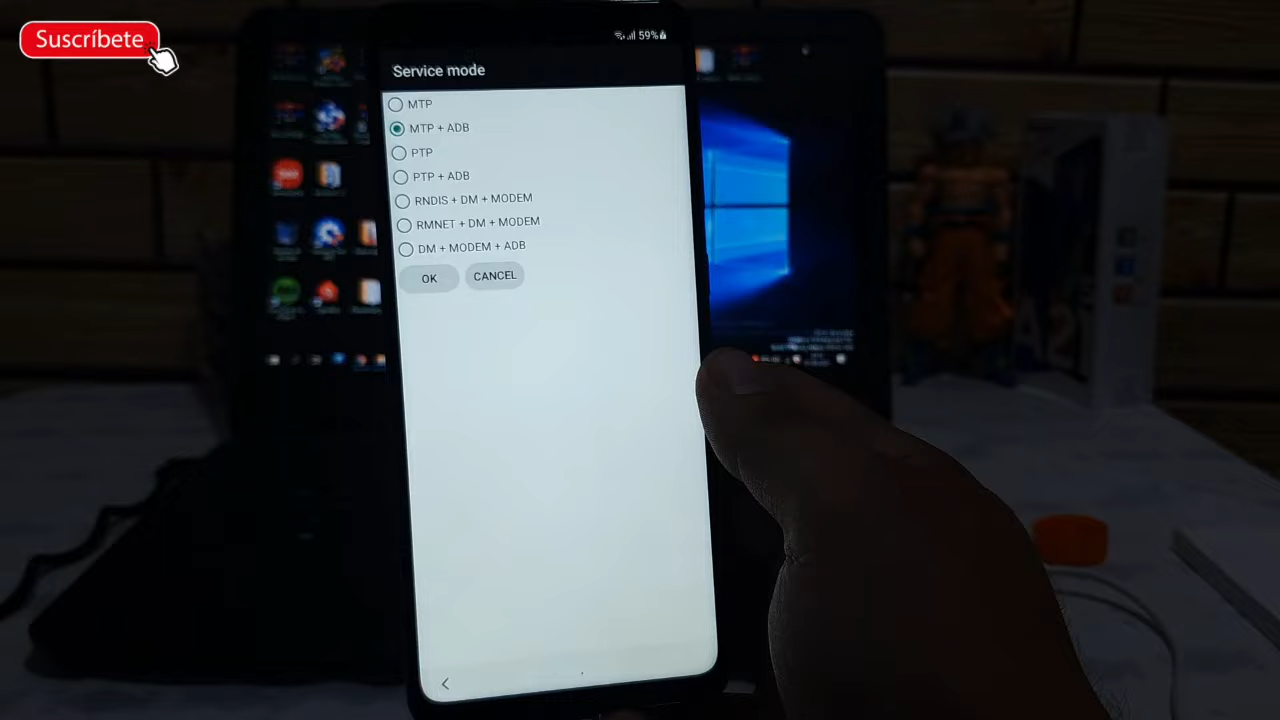 Suscríbete
59%
Service mode
MTP
MTP + ADB
PTP
PTP + ADB
RNDIS + DM + MODEM
RMNET + DM + MODEM
DM + MODEM + ADB
OK CANCEL